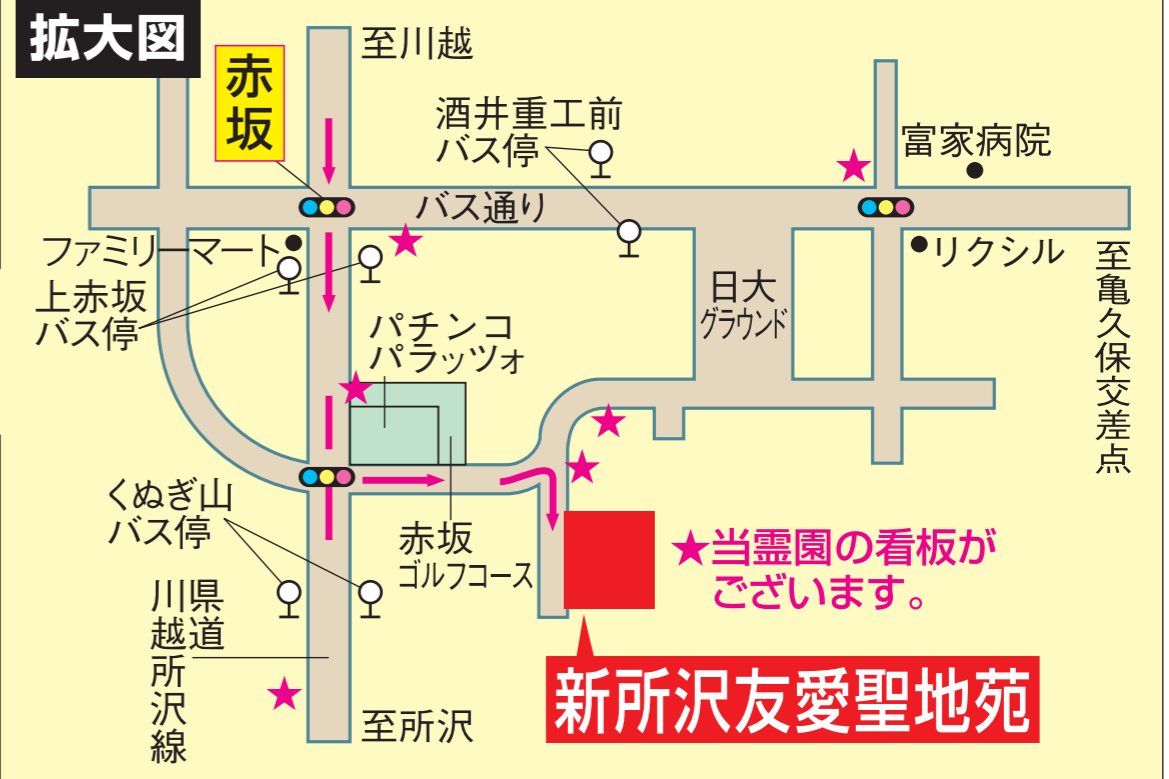 拡大図
赤坂
至川越
酒井重工前
バス停
富家病院
バス通り
ファミリーマート
リクシル
上赤坂
バス停
日大
グラウンド
至亀久保交差点
パチンコ
パラッツォ
くぬぎ山
バス停
赤坂
ゴルフコース
★当霊園の看板が
ございます。
県道
川越所沢線
新所沢友愛聖地苑
至所沢